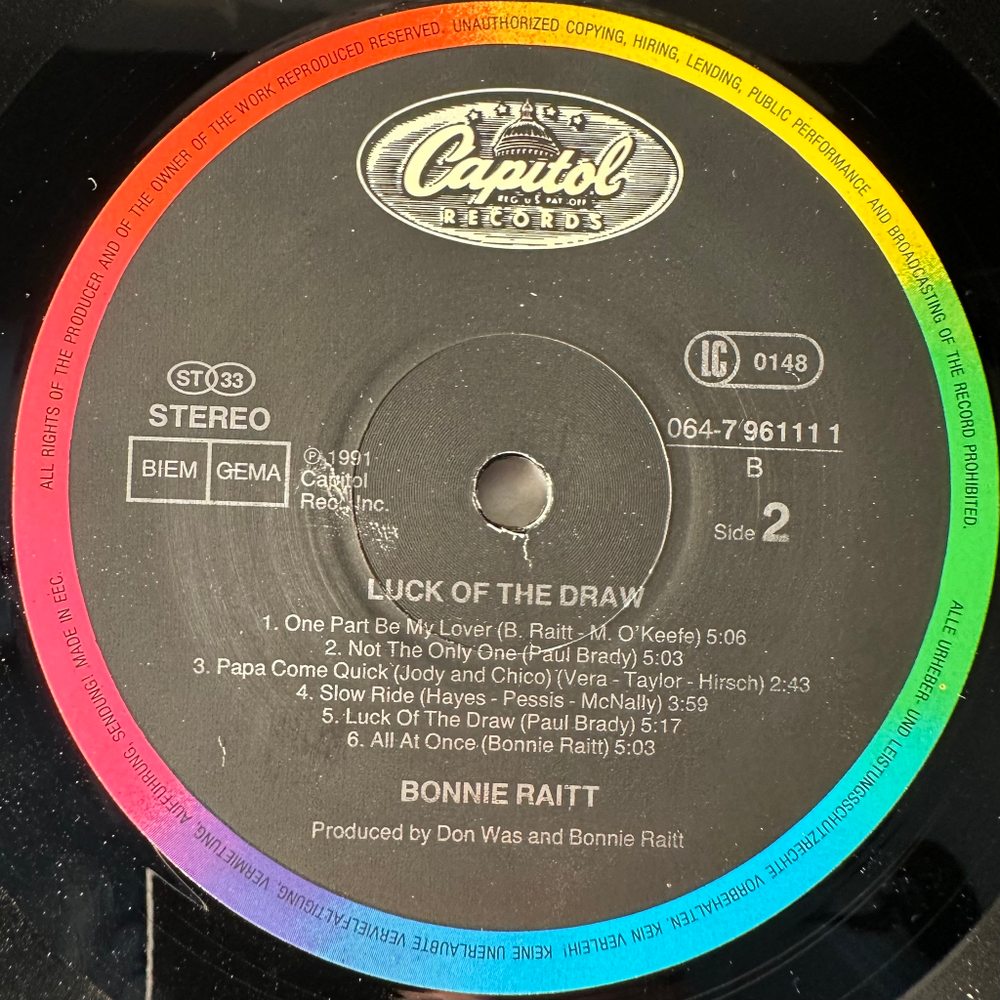 ALL RIGHTS OF THE PRODUCER AND OF THE OWNER OF THE WORK REPRODUCED RESERVED. UNAUTHORIZED COPYING, HIRING, LENDING, PUBLIC PERFORMANCE AND BROADCASTING OF THE RECORD PROHIBITED.
Capitol
REG. U.S. PAT. OFF.
RECORDS
ST 33
STEREO
BIEM GEMA
℗ 1991
Capitol
Rec., Inc.
LC 0148
064-7 96111 1
B
Side 2
LUCK OF THE DRAW
1. One Part Be My Lover (B. Raitt - M. O'Keefe) 5:06
2. Not The Only One (Paul Brady) 5:03
3. Papa Come Quick (Jody and Chico) (Vera - Taylor - Hirsch) 2:43
4. Slow Ride (Hayes - Pessis - McNally) 3:59
5. Luck Of The Draw (Paul Brady) 5:17
6. All At Once (Bonnie Raitt) 5:03
BONNIE RAITT
Produced by Don Was and Bonnie Raitt
ALLE URHEBER- UND LEISTUNGSSCHUTZRECHTE VORBEHALTEN. KEIN VERLEIH! KEINE UNERLAUBTE VERVIELFÄLTIGUNG, VERMIETUNG, AUFFÜHRUNG, SENDUNG! MADE IN EEC.